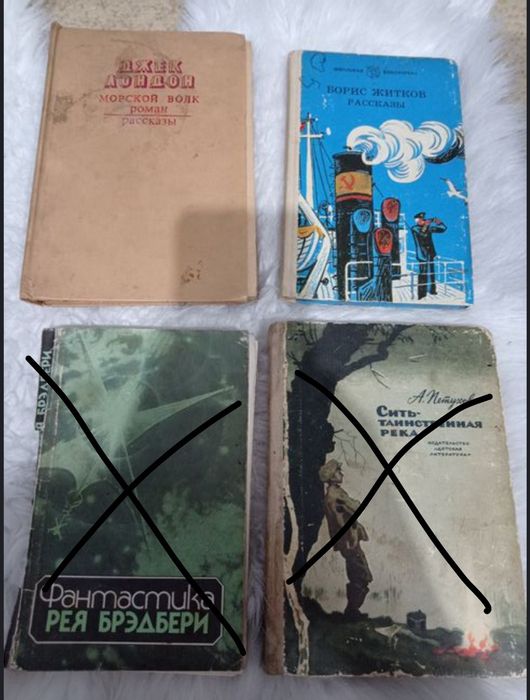 ДЖЕК
ЛОНДОН
МОРСКОЙ ВОЛК
роман
рассказы
ШКОЛЬНАЯ БИБЛИОТЕКА
БОРИС ЖИТКОВ
РАССКАЗЫ
Я БРЭДБЕРИ
Фантастика
РЕЯ БРЭДБЕРИ
А. Петухов
СИТЬ-
ТАИНСТВЕННАЯ
РЕКА
ИЗДАТЕЛЬСТВО
«ДЕТСКАЯ
ЛИТЕРАТУРА»